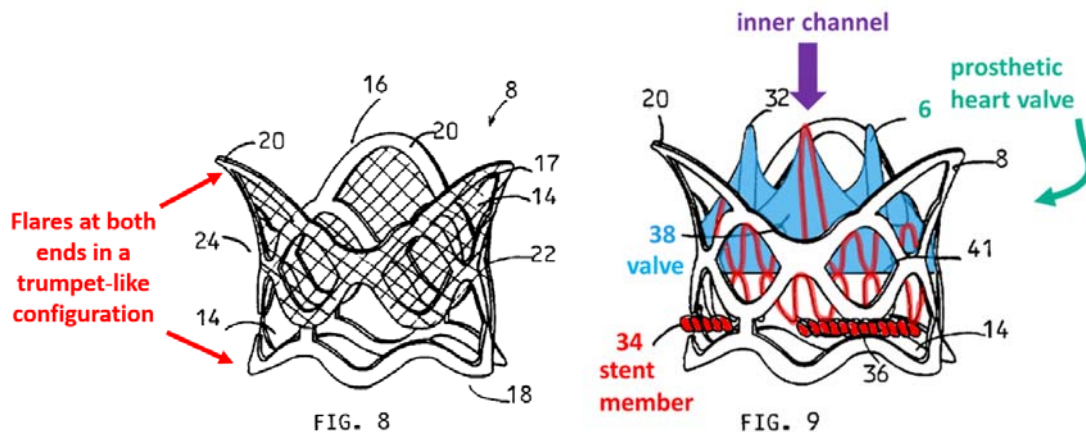 inner channel
prosthetic
heart valve
16
8
32
6
20
20
20
8
17
14
Flares at both
ends in a
trumpet-like
configuration
24
22
38
valve
41
14
34
stent
member
14
36
18
FIG. 8
FIG. 9